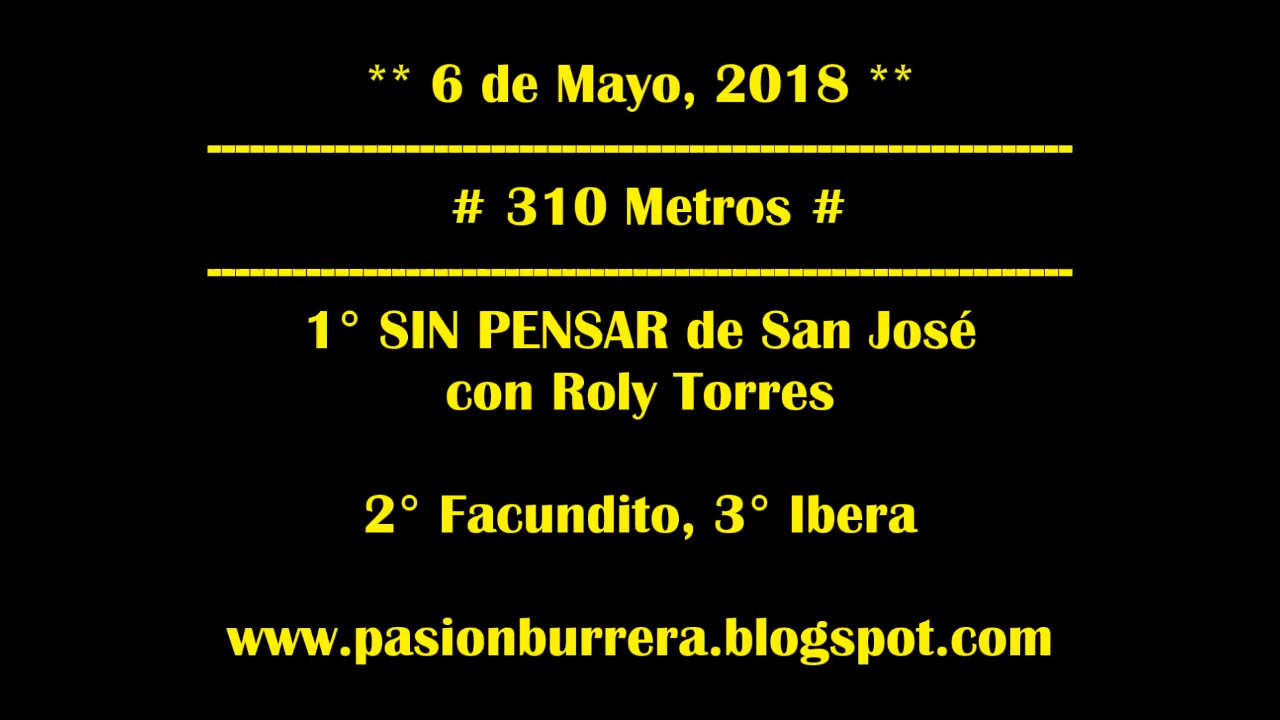 ** 6 de Mayo, 2018 **
-------------------------------------------------------------
# 310 Metros #
-------------------------------------------------------------
1° SIN PENSAR de San José
con Roly Torres
2° Facundito, 3° Ibera
www.pasionburrera.blogspot.com